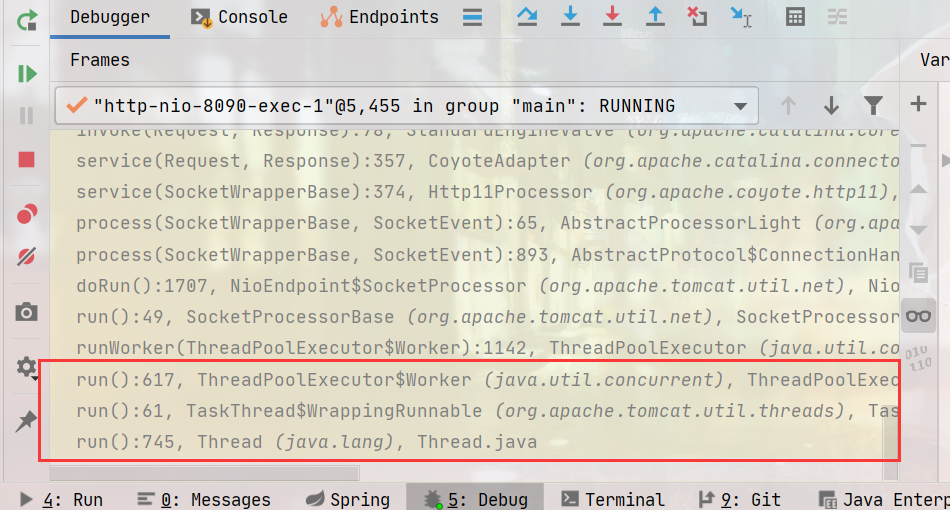 Debugger Console Endpoints
Frames Var
"http-nio-8090-exec-1"@5,455 in group "main": RUNNING
invoke(Request, Response):78, StandardEngineValve (org.apache.catalina.core
service(Request, Response):357, CoyoteAdapter (org.apache.catalina.connecto
service(SocketWrapperBase):374, Http11Processor (org.apache.coyote.http11),
process(SocketWrapperBase, SocketEvent):65, AbstractProcessorLight (org.apa
process(SocketWrapperBase, SocketEvent):893, AbstractProtocol$ConnectionHan
doRun():1707, NioEndpoint$SocketProcessor (org.apache.tomcat.util.net), Nio
run():49, SocketProcessorBase (org.apache.tomcat.util.net), SocketProcessor
runWorker(ThreadPoolExecutor$Worker):1142, ThreadPoolExecutor (java.util.co
run():617, ThreadPoolExecutor$Worker (java.util.concurrent), ThreadPoolExec
run():61, TaskThread$WrappingRunnable (org.apache.tomcat.util.threads), Tas
run():745, Thread (java.lang), Thread.java
4: Run 0: Messages Spring 5: Debug Terminal 9: Git Java Enterp